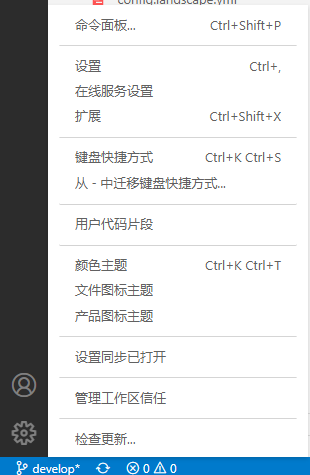 config.landscape.yml
命令面板... Ctrl+Shift+P
设置 Ctrl+,
在线服务设置
扩展 Ctrl+Shift+X
键盘快捷方式 Ctrl+K Ctrl+S
从 - 中迁移键盘快捷方式...
用户代码片段
颜色主题 Ctrl+K Ctrl+T
文件图标主题
产品图标主题
设置同步已打开
管理工作区信任
检查更新...
develop* 0 0